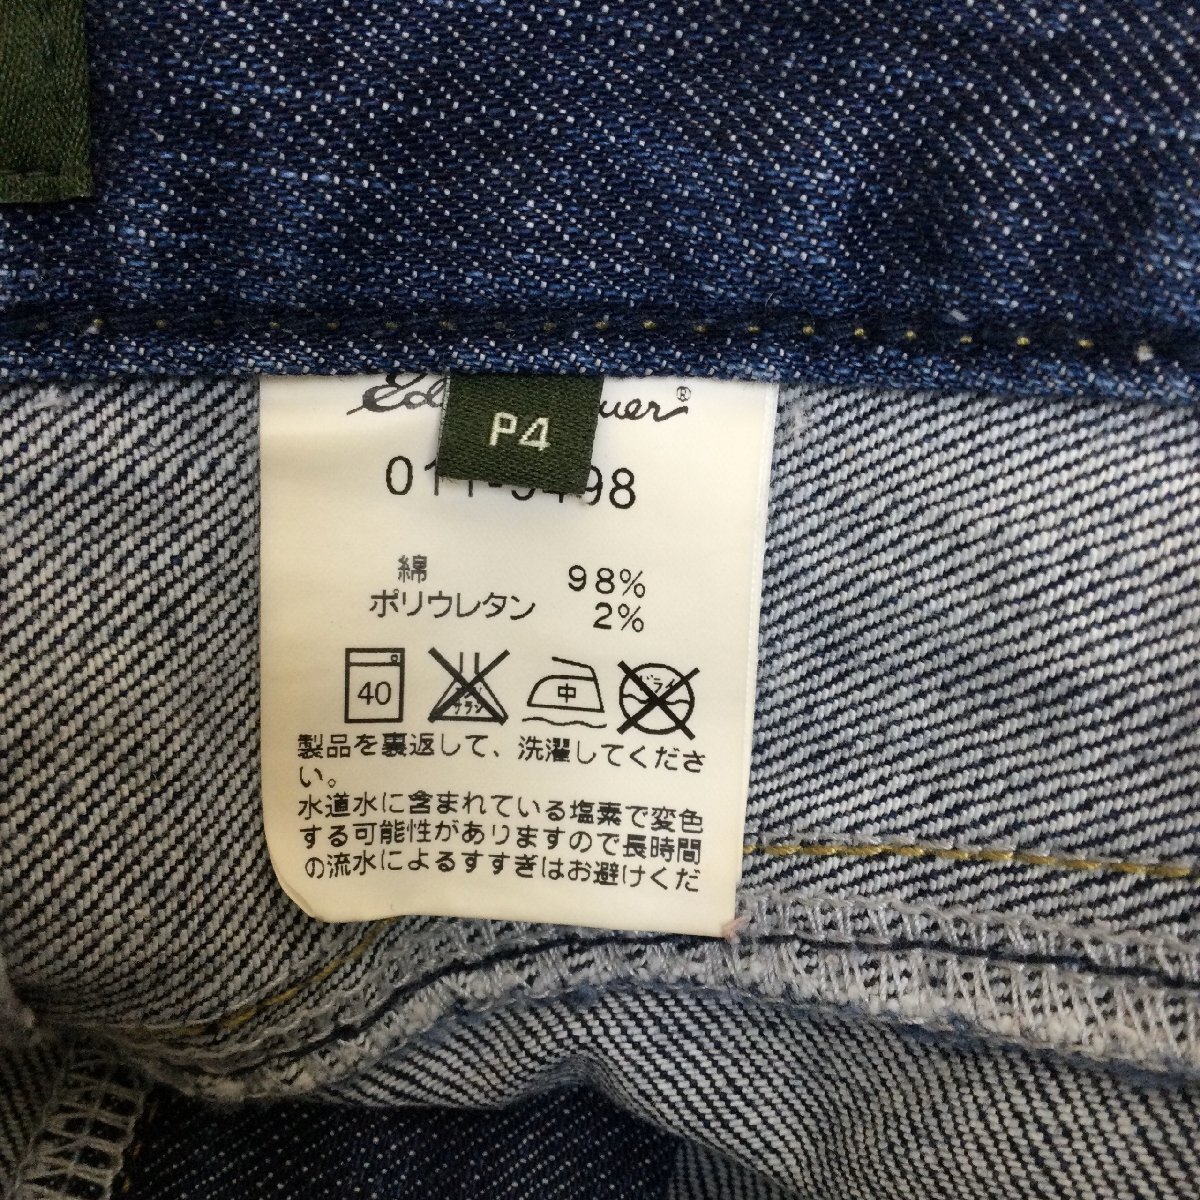 P4
綿 98%
ポリウレタン 2%
40
中
製品を裏返して、洗濯してくださ
い。
水道水に含まれている塩素で変色
する可能性がありますので長時間
の流水によるすすぎはお避けくだ